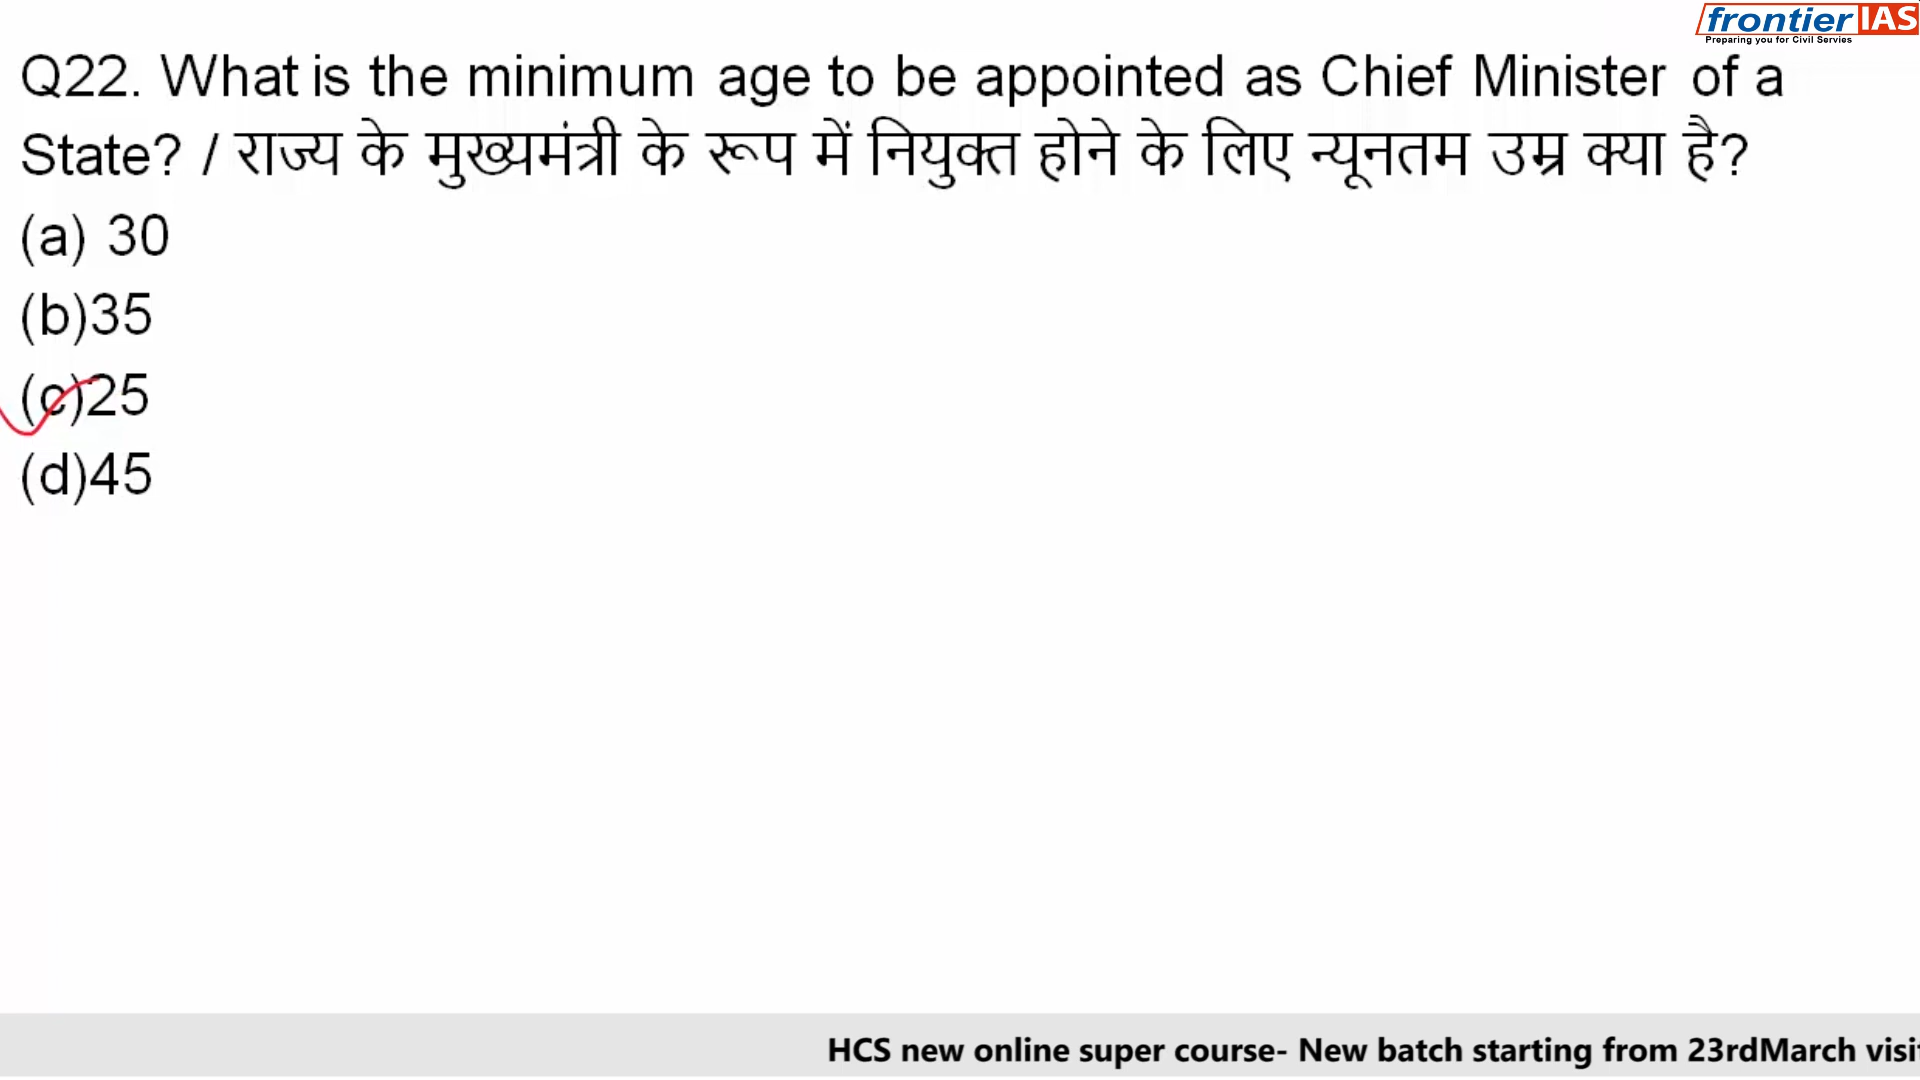 frontier IAS
Preparing you for Civil Servies
Q22. What is the minimum age to be appointed as Chief Minister of a
State? / राज्य के मुख्यमंत्री के रूप में नियुक्त होने के लिए न्यूनतम उम्र क्या है?
(a) 30
(b)35
(c)25
(d)45
HCS new online super course- New batch starting from 23rdMarch visi